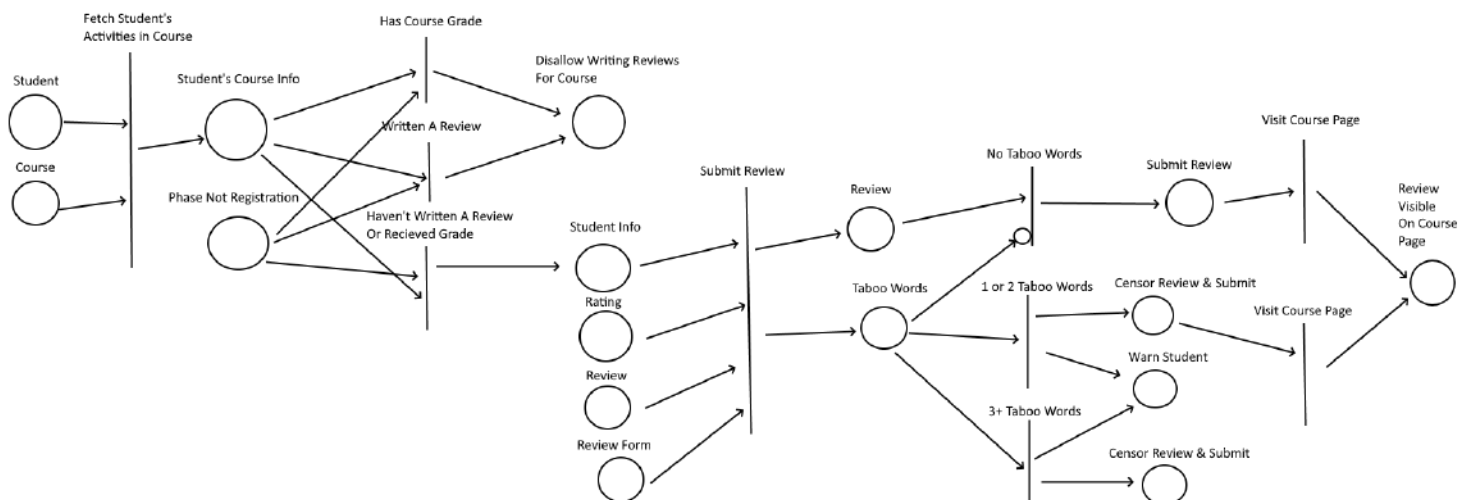 Fetch Student's
Activities in Course
Student
Course
Student's Course Info
Phase Not Registration
Has Course Grade
Written A Review
Haven't Written A Review
Or Recieved Grade
Disallow Writing Reviews
For Course
Student Info
Rating
Review
Review Form
Submit Review
Review
Taboo Words
No Taboo Words
1 or 2 Taboo Words
3+ Taboo Words
Submit Review
Censor Review & Submit
Warn Student
Censor Review & Submit
Visit Course Page
Visit Course Page
Review
Visible
On Course
Page